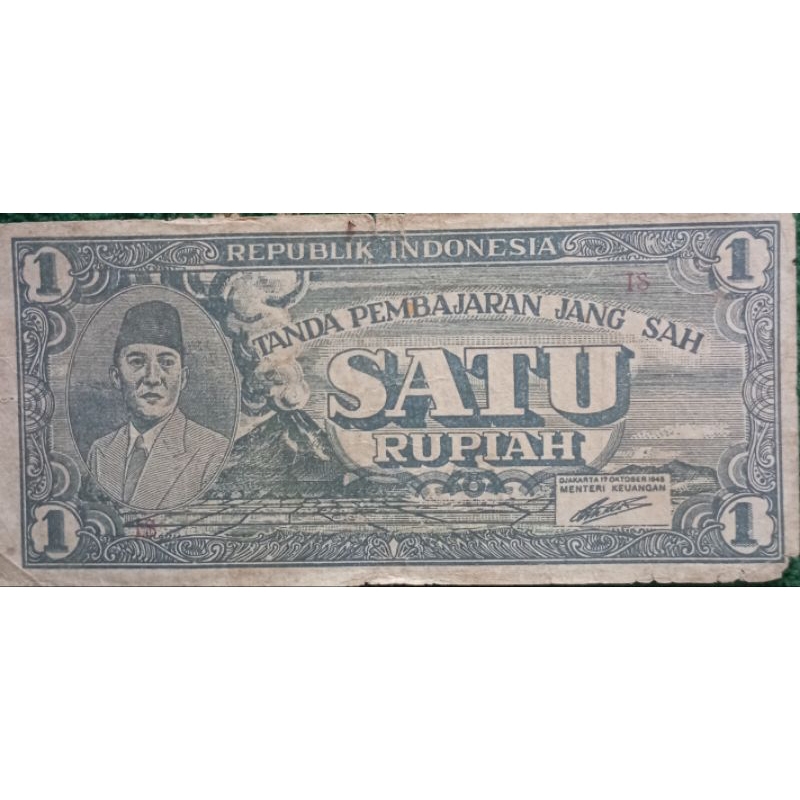 1
REPUBLIK INDONESIA
1
IS
TANDA PEMBAJARAN JANG SAH
SATU
RUPIAH
DJAKARTA 17 OKTOBER 1945
MENTERI KEUANGAN
IS
1
1